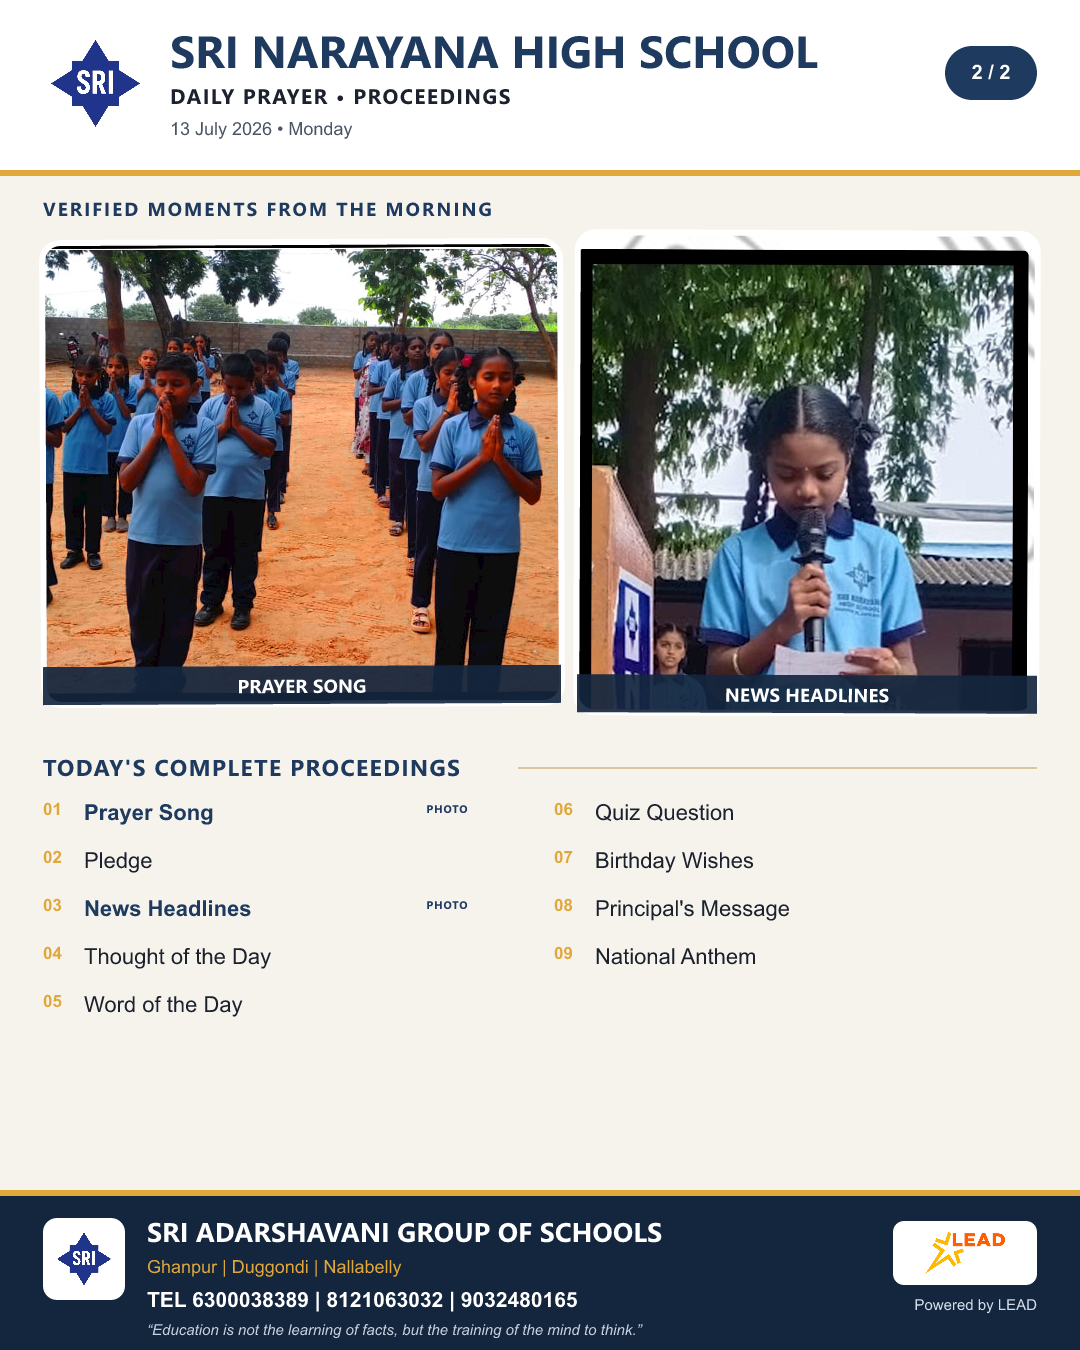 SRI
SRI NARAYANA HIGH SCHOOL
DAILY PRAYER • PROCEEDINGS
13 July 2026 • Monday
2 / 2
VERIFIED MOMENTS FROM THE MORNING
PRAYER SONG
SRI NARAYANA
HIGH SCHOOL
NEWS HEADLINES
TODAY'S COMPLETE PROCEEDINGS
01 Prayer Song PHOTO
02 Pledge
03 News Headlines PHOTO
04 Thought of the Day
05 Word of the Day
06 Quiz Question
07 Birthday Wishes
08 Principal's Message
09 National Anthem
SRI
SRI ADARSHAVANI GROUP OF SCHOOLS
Ghanpur | Duggondi | Nallabelly
TEL 6300038389 | 8121063032 | 9032480165
“Education is not the learning of facts, but the training of the mind to think.”
LEAD
Powered by LEAD